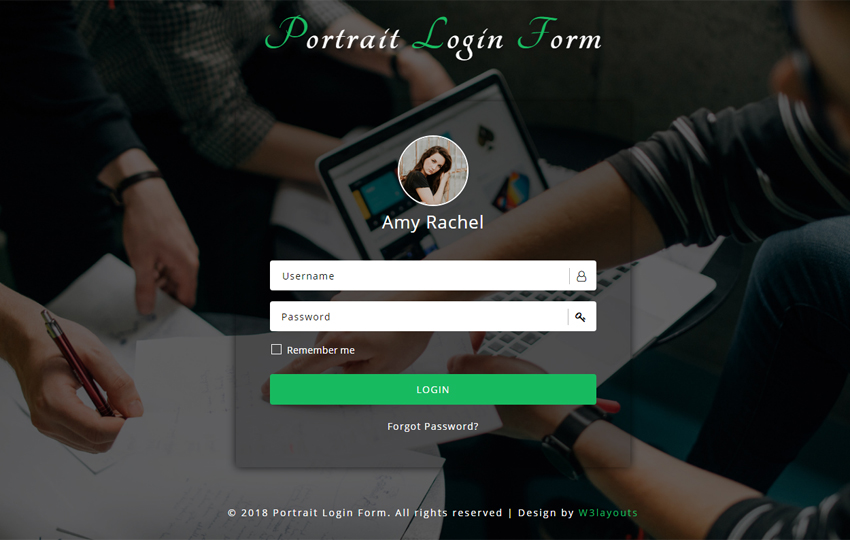 Portrait Login Form
Amy Rachel
Username
Password
Remember me
LOGIN
Forgot Password?
© 2018 Portrait Login Form. All rights reserved | Design by W3layouts